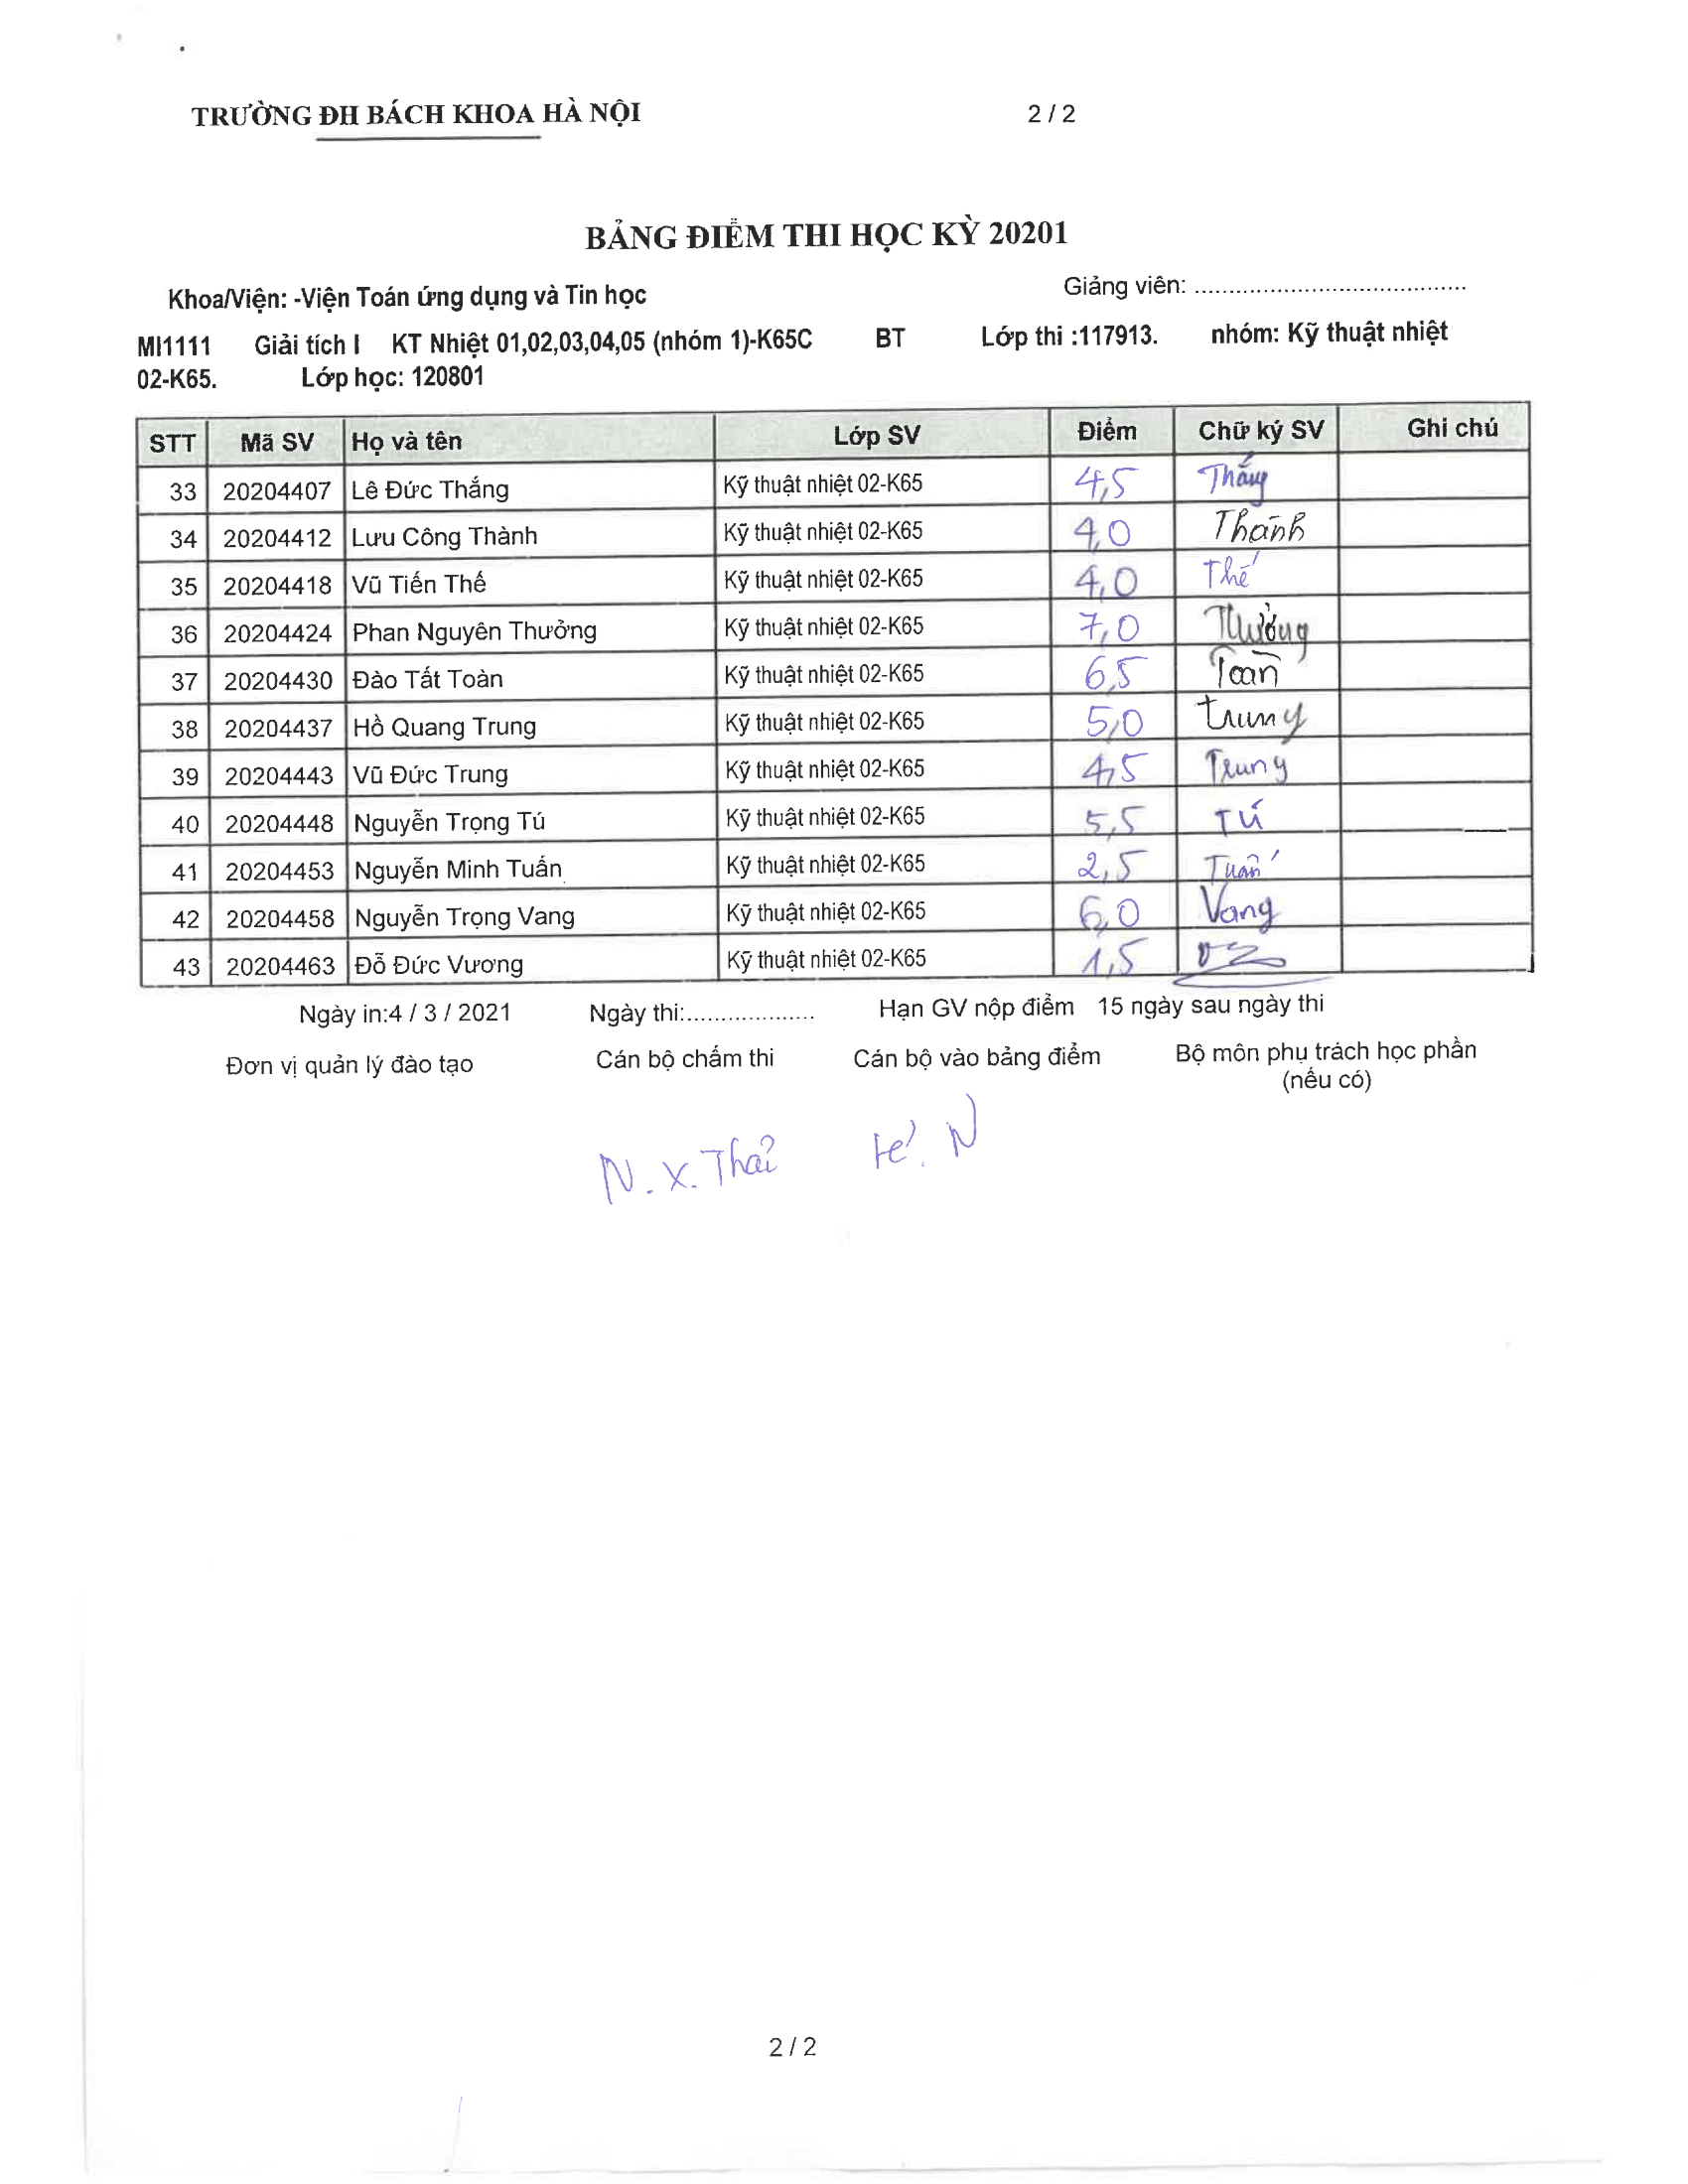 TRƯỜNG ĐH BÁCH KHOA HÀ NỘI 2 / 2
BẢNG ĐIỂM THI HỌC KỲ 20201
Khoa/Viện: -Viện Toán ứng dụng và Tin học Giảng viên: ........................................
MI1111 Giải tích I KT Nhiệt 01,02,03,04,05 (nhóm 1)-K65C BT Lớp thi :117913. nhóm: Kỹ thuật nhiệt
02-K65. Lớp học: 120801
STT Mã SV Họ và tên Lớp SV Điểm Chữ ký SV Ghi chú
33 20204407 Lê Đức Thắng Kỹ thuật nhiệt 02-K65 4,5 Thắng
34 20204412 Lưu Công Thành Kỹ thuật nhiệt 02-K65 4,0 Thành
35 20204418 Vũ Tiến Thế Kỹ thuật nhiệt 02-K65 4,0 Thế
36 20204424 Phan Nguyên Thưởng Kỹ thuật nhiệt 02-K65 7,0 Thưởng
37 20204430 Đào Tất Toàn Kỹ thuật nhiệt 02-K65 6,5 Toàn
38 20204437 Hồ Quang Trung Kỹ thuật nhiệt 02-K65 5,0 trung
39 20204443 Vũ Đức Trung Kỹ thuật nhiệt 02-K65 4,5 Trung
40 20204448 Nguyễn Trọng Tú Kỹ thuật nhiệt 02-K65 5,5 Tú
41 20204453 Nguyễn Minh Tuấn Kỹ thuật nhiệt 02-K65 2,5 Tuấn
42 20204458 Nguyễn Trọng Vang Kỹ thuật nhiệt 02-K65 6,0 Vang
43 20204463 Đỗ Đức Vương Kỹ thuật nhiệt 02-K65 1,5
Ngày in:4 / 3 / 2021 Ngày thi:................... Hạn GV nộp điểm 15 ngày sau ngày thi
Đơn vị quản lý đào tạo Cán bộ chấm thi Cán bộ vào bảng điểm Bộ môn phụ trách học phần
(nếu có)
N. X. Thái
2 / 2